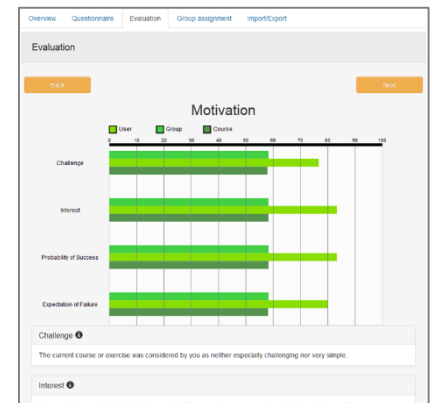 Overview Questionnaire Evaluation Group assignment Import/Export
Evaluation
Back Next
Motivation
User Group Course
0 10 20 30 40 50 60 70 80 90 100
Challenge
Interest
Probability of Success
Expectation of Failure
Challenge
The current course or exercise was considered by you as neither especially challenging nor very simple.
Interest